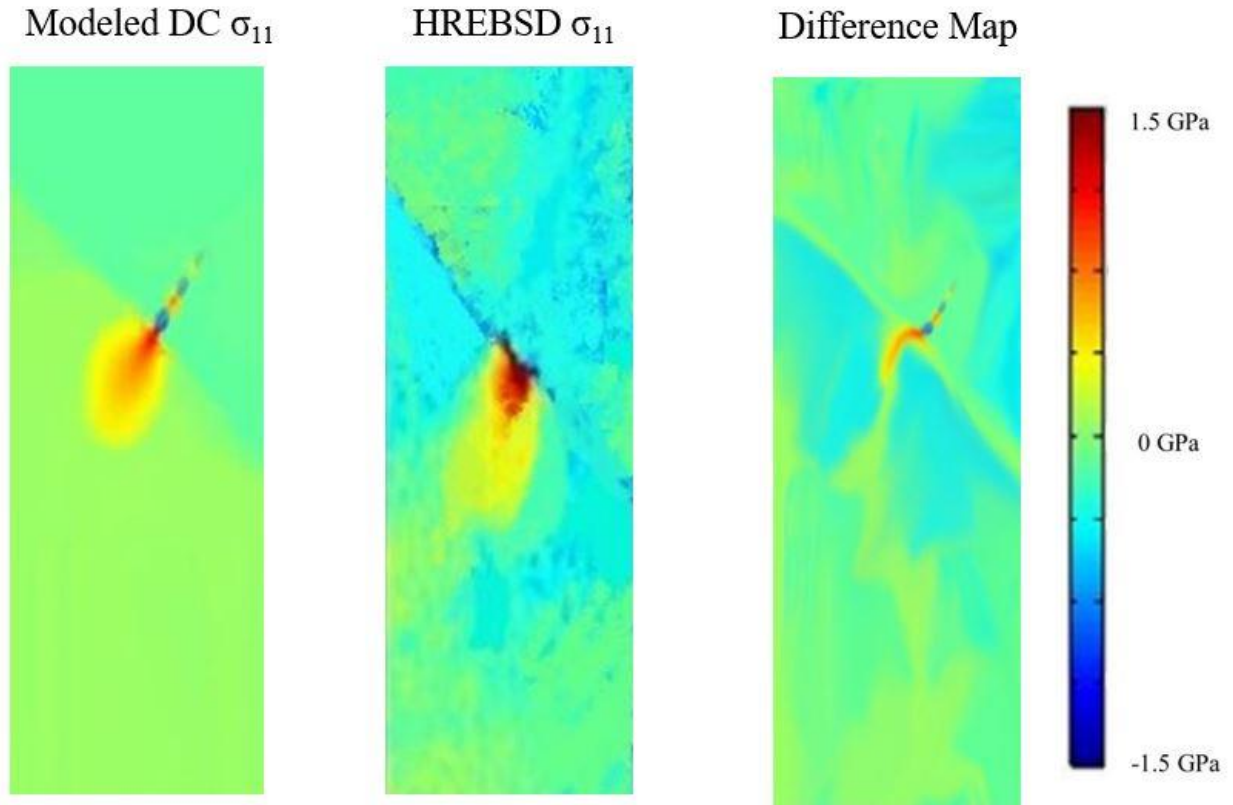 Modeled DC σ₁₁
HREBSD σ₁₁
Difference Map
1.5 GPa
0 GPa
-1.5 GPa